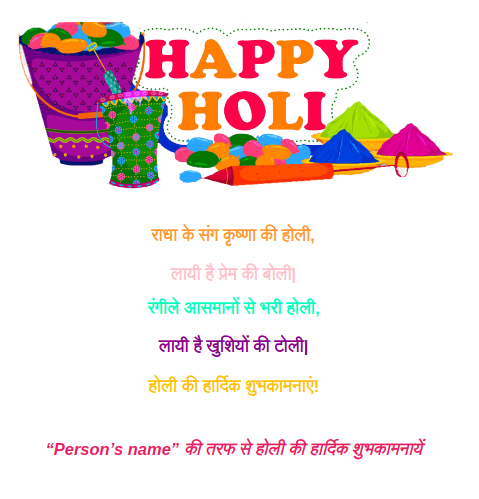 HAPPY
HOLI
राधा के संग कृष्णा की होली,
लायी है प्रेम की बोली|
रंगीले आसमानों से भरी होली,
लायी है खुशियों की टोली|
होली की हार्दिक शुभकामनाएं!
“Person’s name” की तरफ से होली की हार्दिक शुभकामनायें